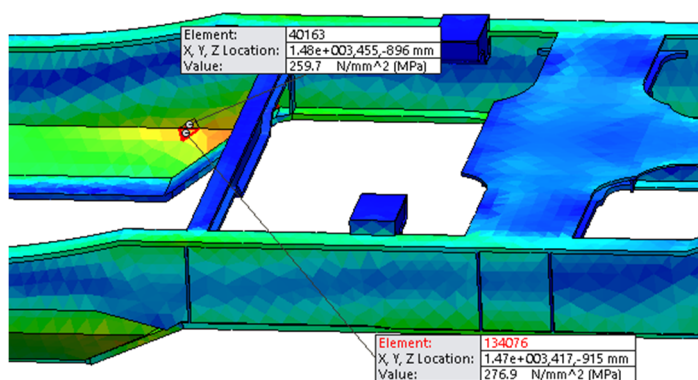 Element: 40163
X, Y, Z Location: 1.48e+003,455,-896 mm
Value: 259.7 N/mm^2 (MPa)
Element: 134076
X, Y, Z Location: 1.47e+003,417,-915 mm
Value: 276.9 N/mm^2 (MPa)